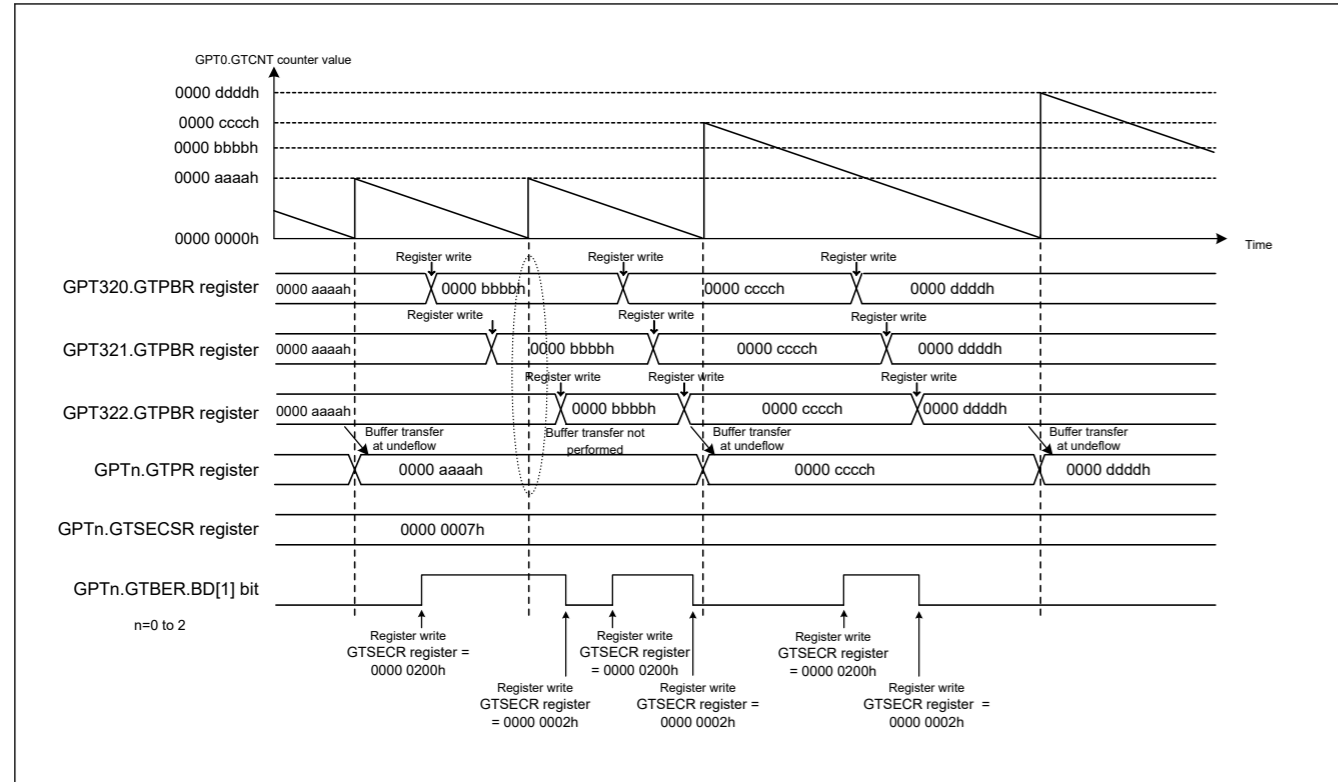 GPT0.GTCNT counter value
0000 ddddh
0000 cccch
0000 bbbbh
0000 aaaah
0000 0000h
Time
Register write Register write Register write
GPT320.GTPBR register 0000 aaaah 0000 bbbbh 0000 cccch 0000 ddddh
Register write Register write Register write
GPT321.GTPBR register 0000 aaaah 0000 bbbbh 0000 cccch 0000 ddddh
Register write Register write Register write
GPT322.GTPBR register 0000 aaaah 0000 bbbbh 0000 cccch 0000 ddddh
Buffer transfer
at undeflow
Buffer transfer not
performed
Buffer transfer
at undeflow
Buffer transfer
at undeflow
GPTn.GTPR register 0000 aaaah 0000 cccch 0000 ddddh
GPTn.GTSECSR register 0000 0007h
GPTn.GTBER.BD[1] bit
n=0 to 2
Register write
GTSECR register =
0000 0200h
Register write
GTSECR register
= 0000 0002h
Register write
GTSECR register
= 0000 0200h
Register write
GTSECR register =
0000 0002h
Register write
GTSECR register
= 0000 0200h
Register write
GTSECR register =
0000 0002h